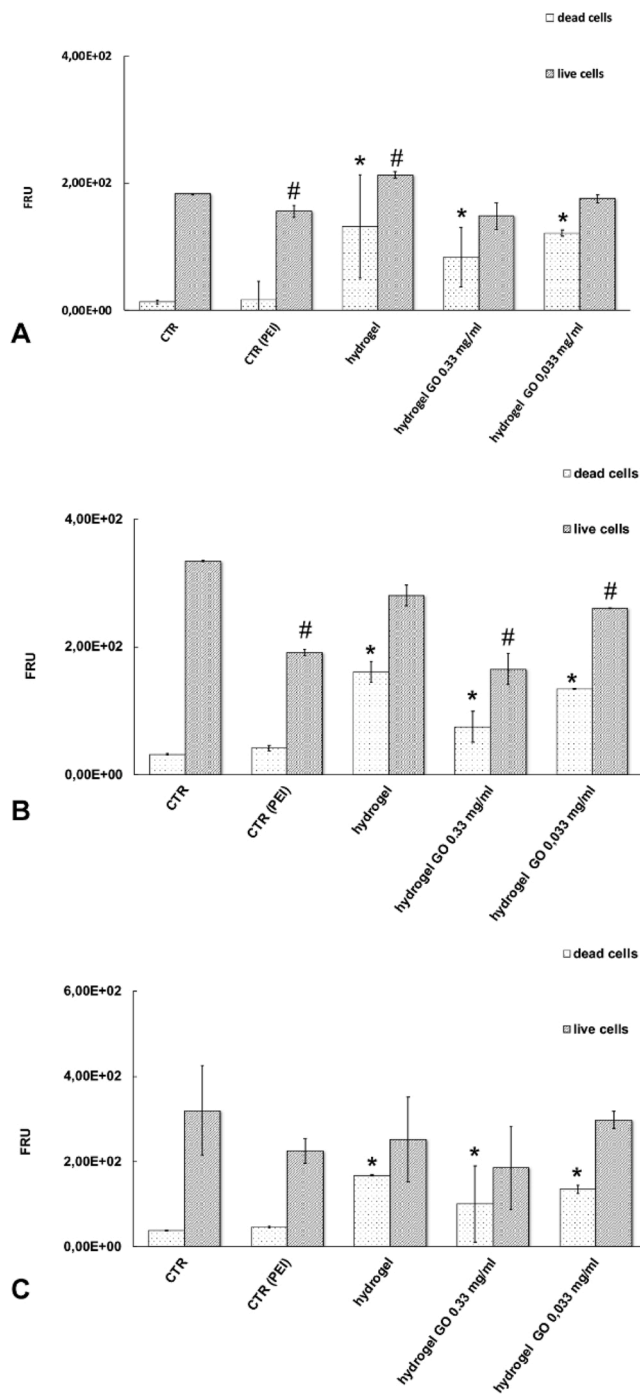 dead cells
live cells
4,00E+02
2,00E+02
0,00E+00
FRU
*
#
#
*
*
CTR
CTR (PEI)
hydrogel
hydrogel GO 0.33 mg/ml
hydrogel GO 0,033 mg/ml
A
dead cells
live cells
4,00E+02
2,00E+02
0,00E+00
FRU
#
*
*
#
*
#
CTR
CTR (PEI)
hydrogel
hydrogel GO 0.33 mg/ml
hydrogel GO 0,033 mg/ml
B
dead cells
live cells
6,00E+02
4,00E+02
2,00E+02
0,00E+00
FRU
*
*
*
CTR
CTR (PEI)
hydrogel
hydrogel GO 0.33 mg/ml
hydrogel GO 0,033 mg/ml
C